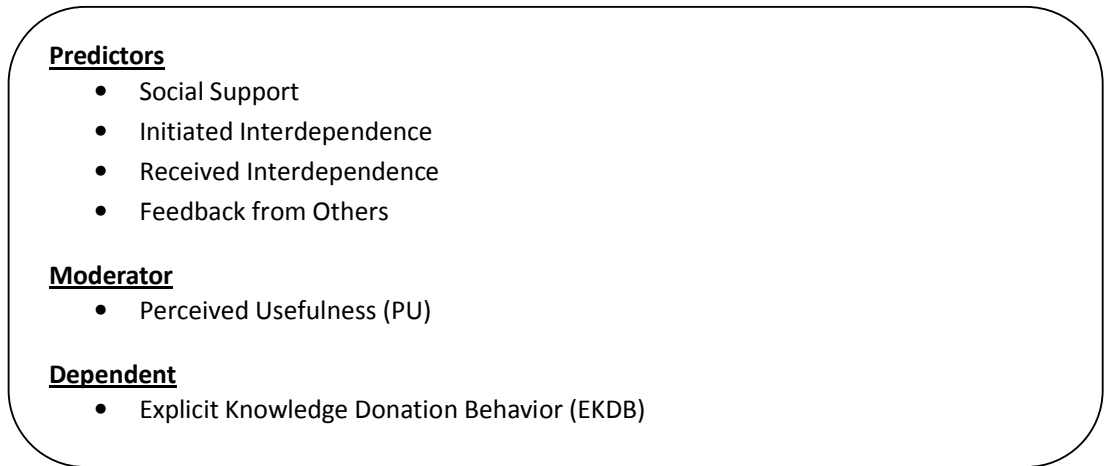 Predictors
• Social Support
• Initiated Interdependence
• Received Interdependence
• Feedback from Others
Moderator
• Perceived Usefulness (PU)
Dependent
• Explicit Knowledge Donation Behavior (EKDB)